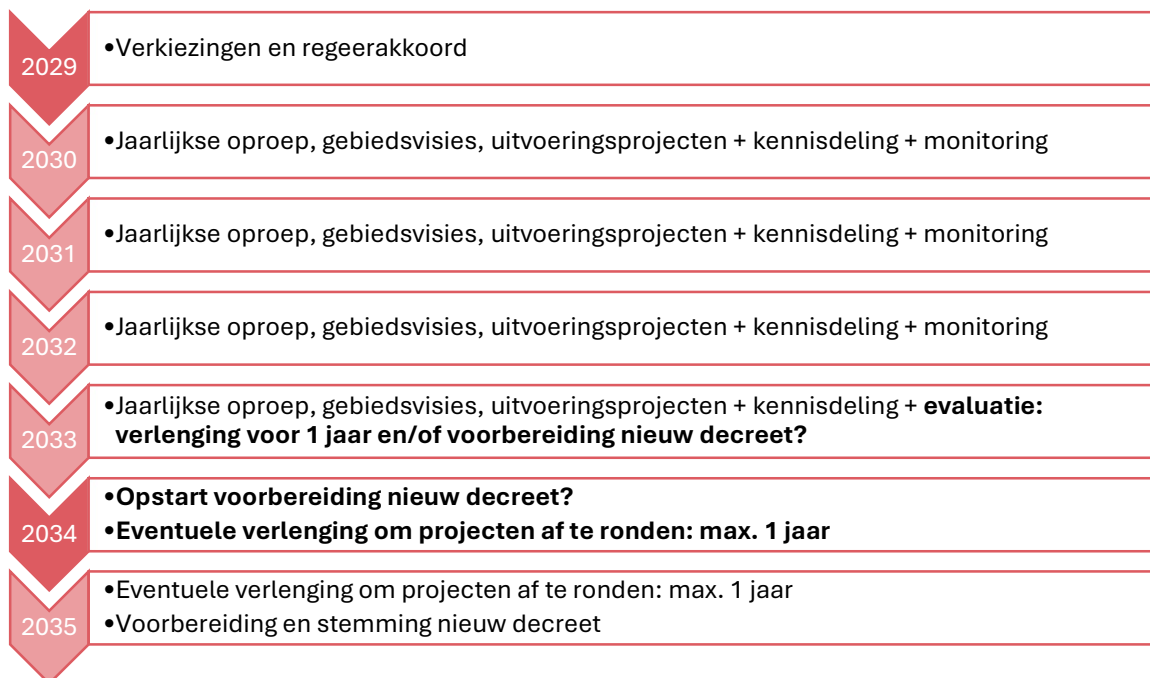 2029
•Verkiezingen en regeerakkoord
2030
•Jaarlijkse oproep, gebiedsvisies, uitvoeringsprojecten + kennisdeling + monitoring
2031
•Jaarlijkse oproep, gebiedsvisies, uitvoeringsprojecten + kennisdeling + monitoring
2032
•Jaarlijkse oproep, gebiedsvisies, uitvoeringsprojecten + kennisdeling + monitoring
2033
•Jaarlijkse oproep, gebiedsvisies, uitvoeringsprojecten + kennisdeling + evaluatie:
verlenging voor 1 jaar en/of voorbereiding nieuw decreet?
2034
•Opstart voorbereiding nieuw decreet?
•Eventuele verlenging om projecten af te ronden: max. 1 jaar
2035
•Eventuele verlenging om projecten af te ronden: max. 1 jaar
•Voorbereiding en stemming nieuw decreet